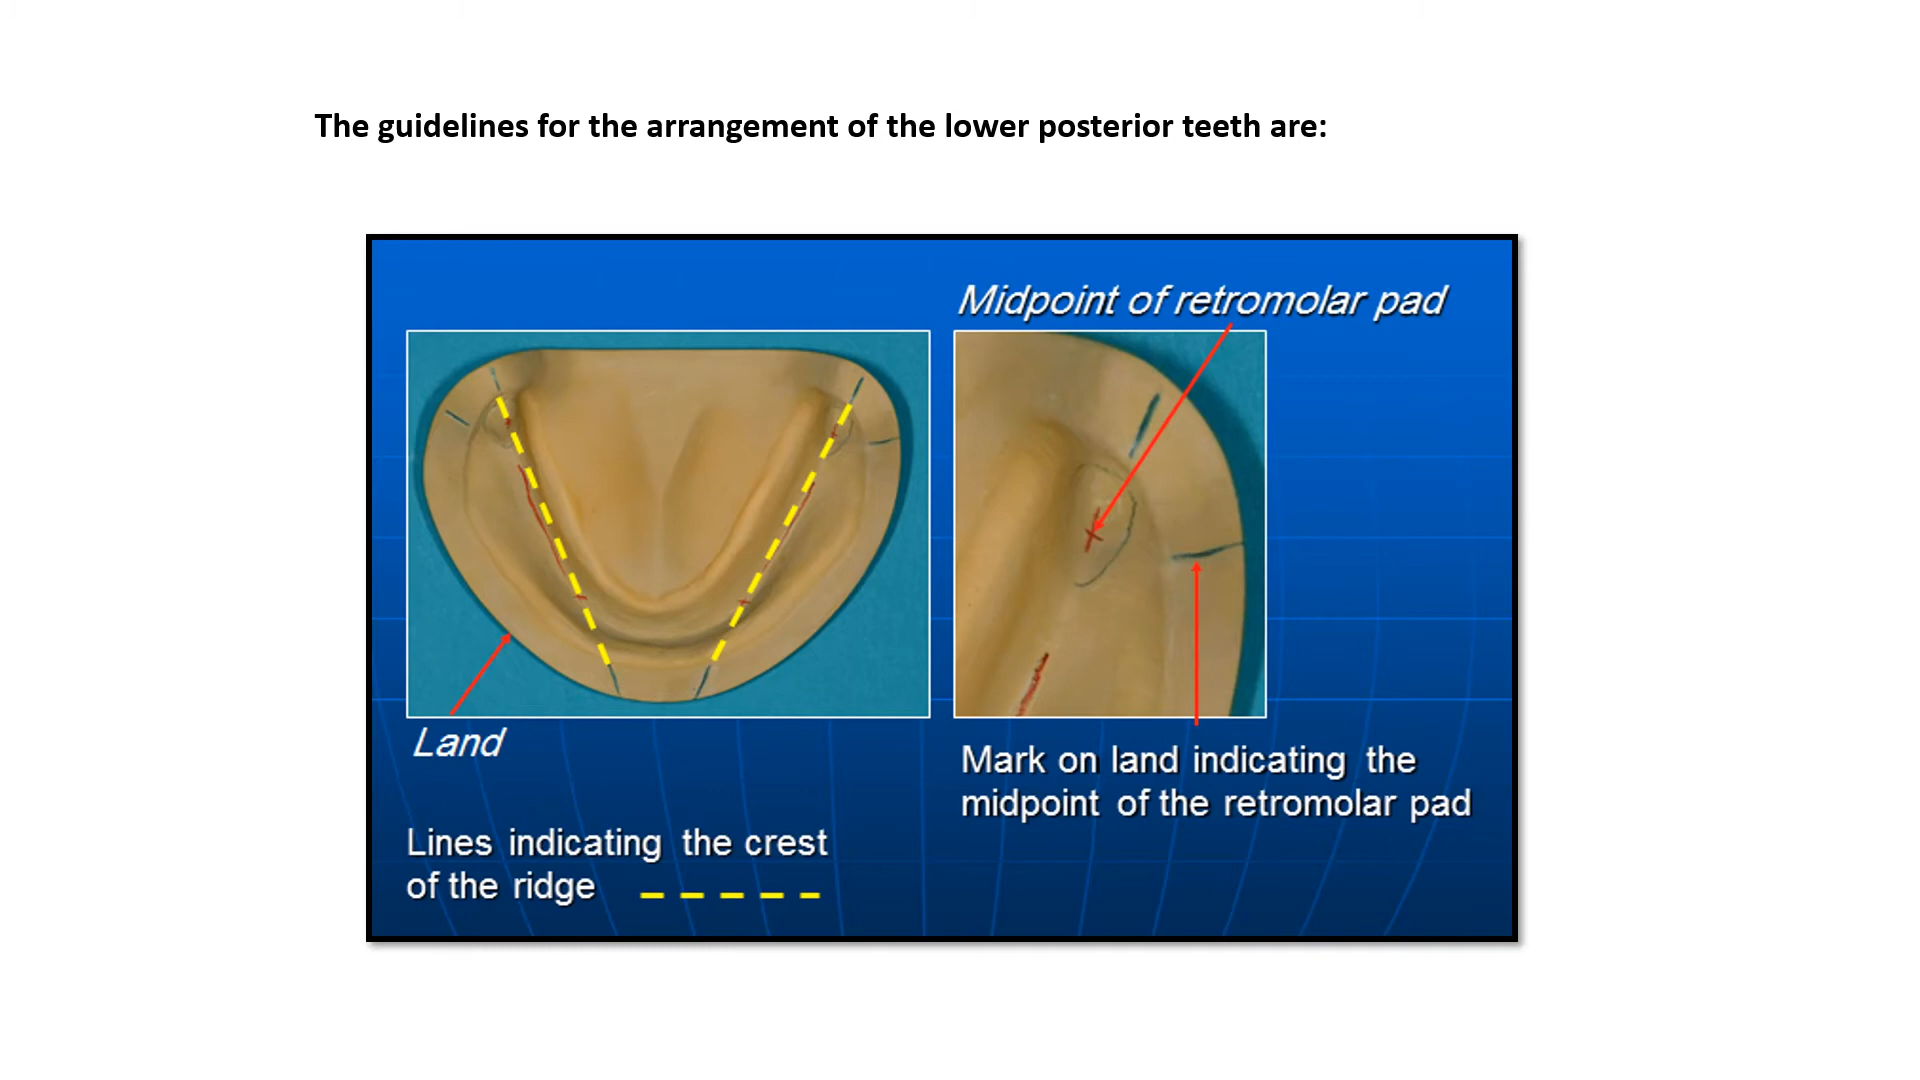 The guidelines for the arrangement of the lower posterior teeth are:
Midpoint of retromolar pad
Land
Mark on land indicating the
midpoint of the retromolar pad
Lines indicating the crest
of the ridge